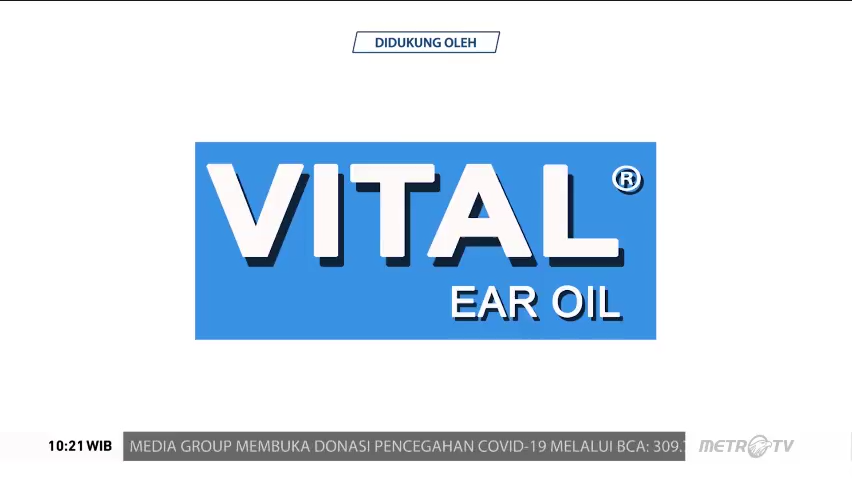 DIDUKUNG OLEH
VITAL®
EAR OIL
10:21 WIB
MEDIA GROUP MEMBUKA DONASI PENCEGAHAN COVID-19 MELALUI BCA: 309.
METRO TV